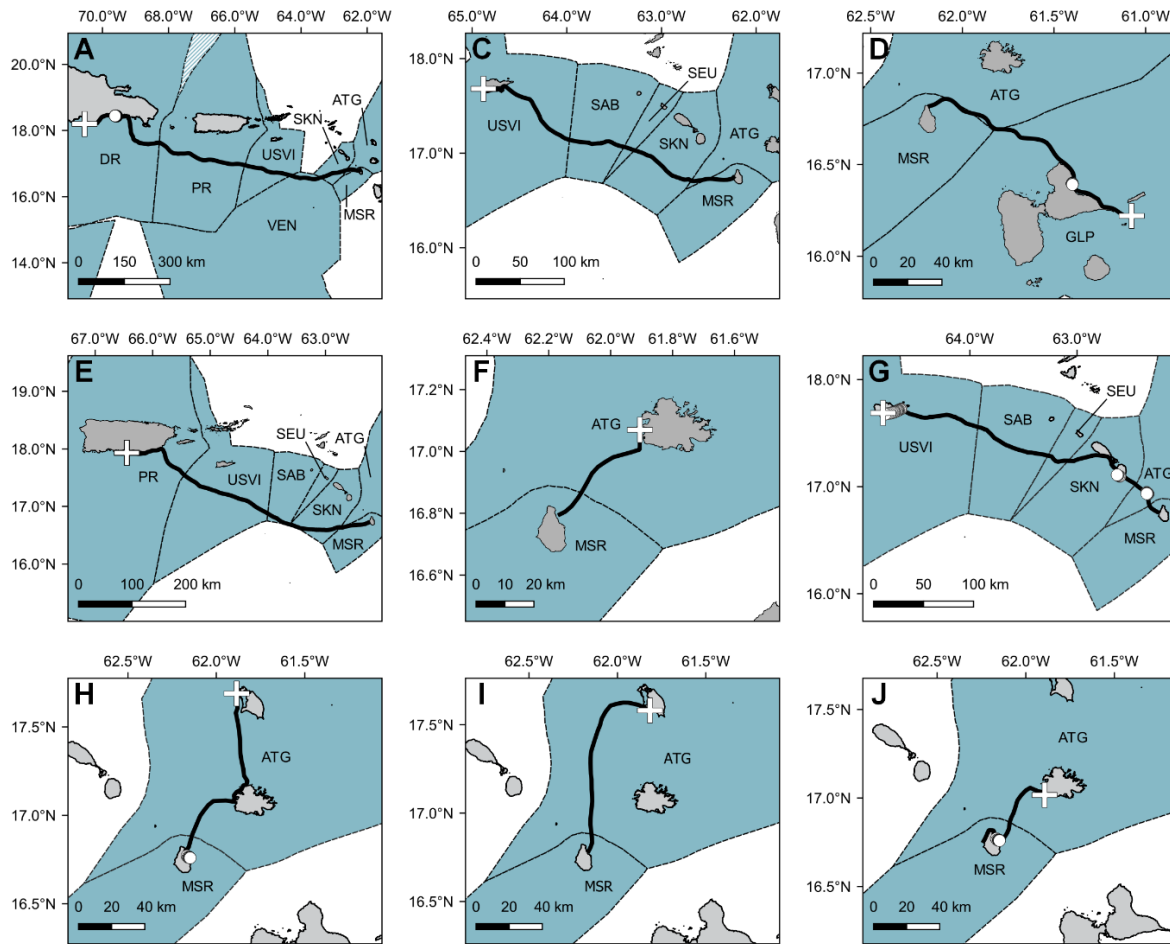 70.0°W 68.0°W 66.0°W 64.0°W 62.0°W
A
20.0°N
18.0°N
16.0°N
14.0°N
ATG
SKN
USVI
DR
PR
MSR
VEN
0 150 300 km
65.0°W 64.0°W 63.0°W 62.0°W
C
18.0°N
17.0°N
16.0°N
SEU
SAB
USVI
SKN
ATG
MSR
0 50 100 km
62.5°W 62.0°W 61.5°W 61.0°W
D
17.0°N
16.5°N
16.0°N
ATG
MSR
GLP
0 20 40 km
67.0°W 66.0°W 65.0°W 64.0°W 63.0°W
E
19.0°N
18.0°N
17.0°N
16.0°N
SEU
ATG
PR
USVI
SAB
SKN
MSR
0 100 200 km
62.4°W 62.2°W 62.0°W 61.8°W 61.6°W
F
17.2°N
17.0°N
16.8°N
16.6°N
ATG
MSR
0 10 20 km
64.0°W 63.0°W
G
18.0°N
17.0°N
16.0°N
SEU
SAB
USVI
SKN
ATG
MSR
0 50 100 km
62.5°W 62.0°W 61.5°W
H
17.5°N
17.0°N
16.5°N
ATG
MSR
0 20 40 km
62.5°W 62.0°W 61.5°W
I
17.5°N
17.0°N
16.5°N
ATG
MSR
0 20 40 km
62.5°W 62.0°W 61.5°W
J
17.5°N
17.0°N
16.5°N
ATG
MSR
0 20 40 km